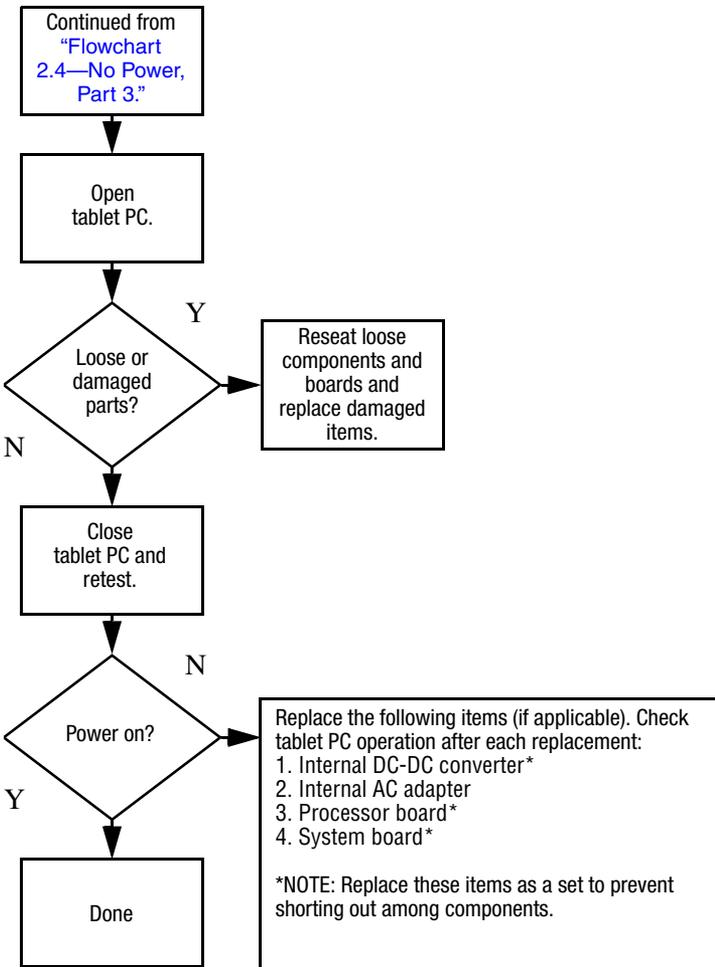 Continued from
“Flowchart
2.4—No Power,
Part 3.”
Open
tablet PC.
Y
Loose or
damaged
parts?
Reseat loose
components and
boards and
replace damaged
items.
N
Close
tablet PC and
retest.
N
Power on?
Replace the following items (if applicable). Check
tablet PC operation after each replacement:
1. Internal DC-DC converter*
2. Internal AC adapter
3. Processor board*
4. System board*
*NOTE: Replace these items as a set to prevent
shorting out among components.
Y
Done